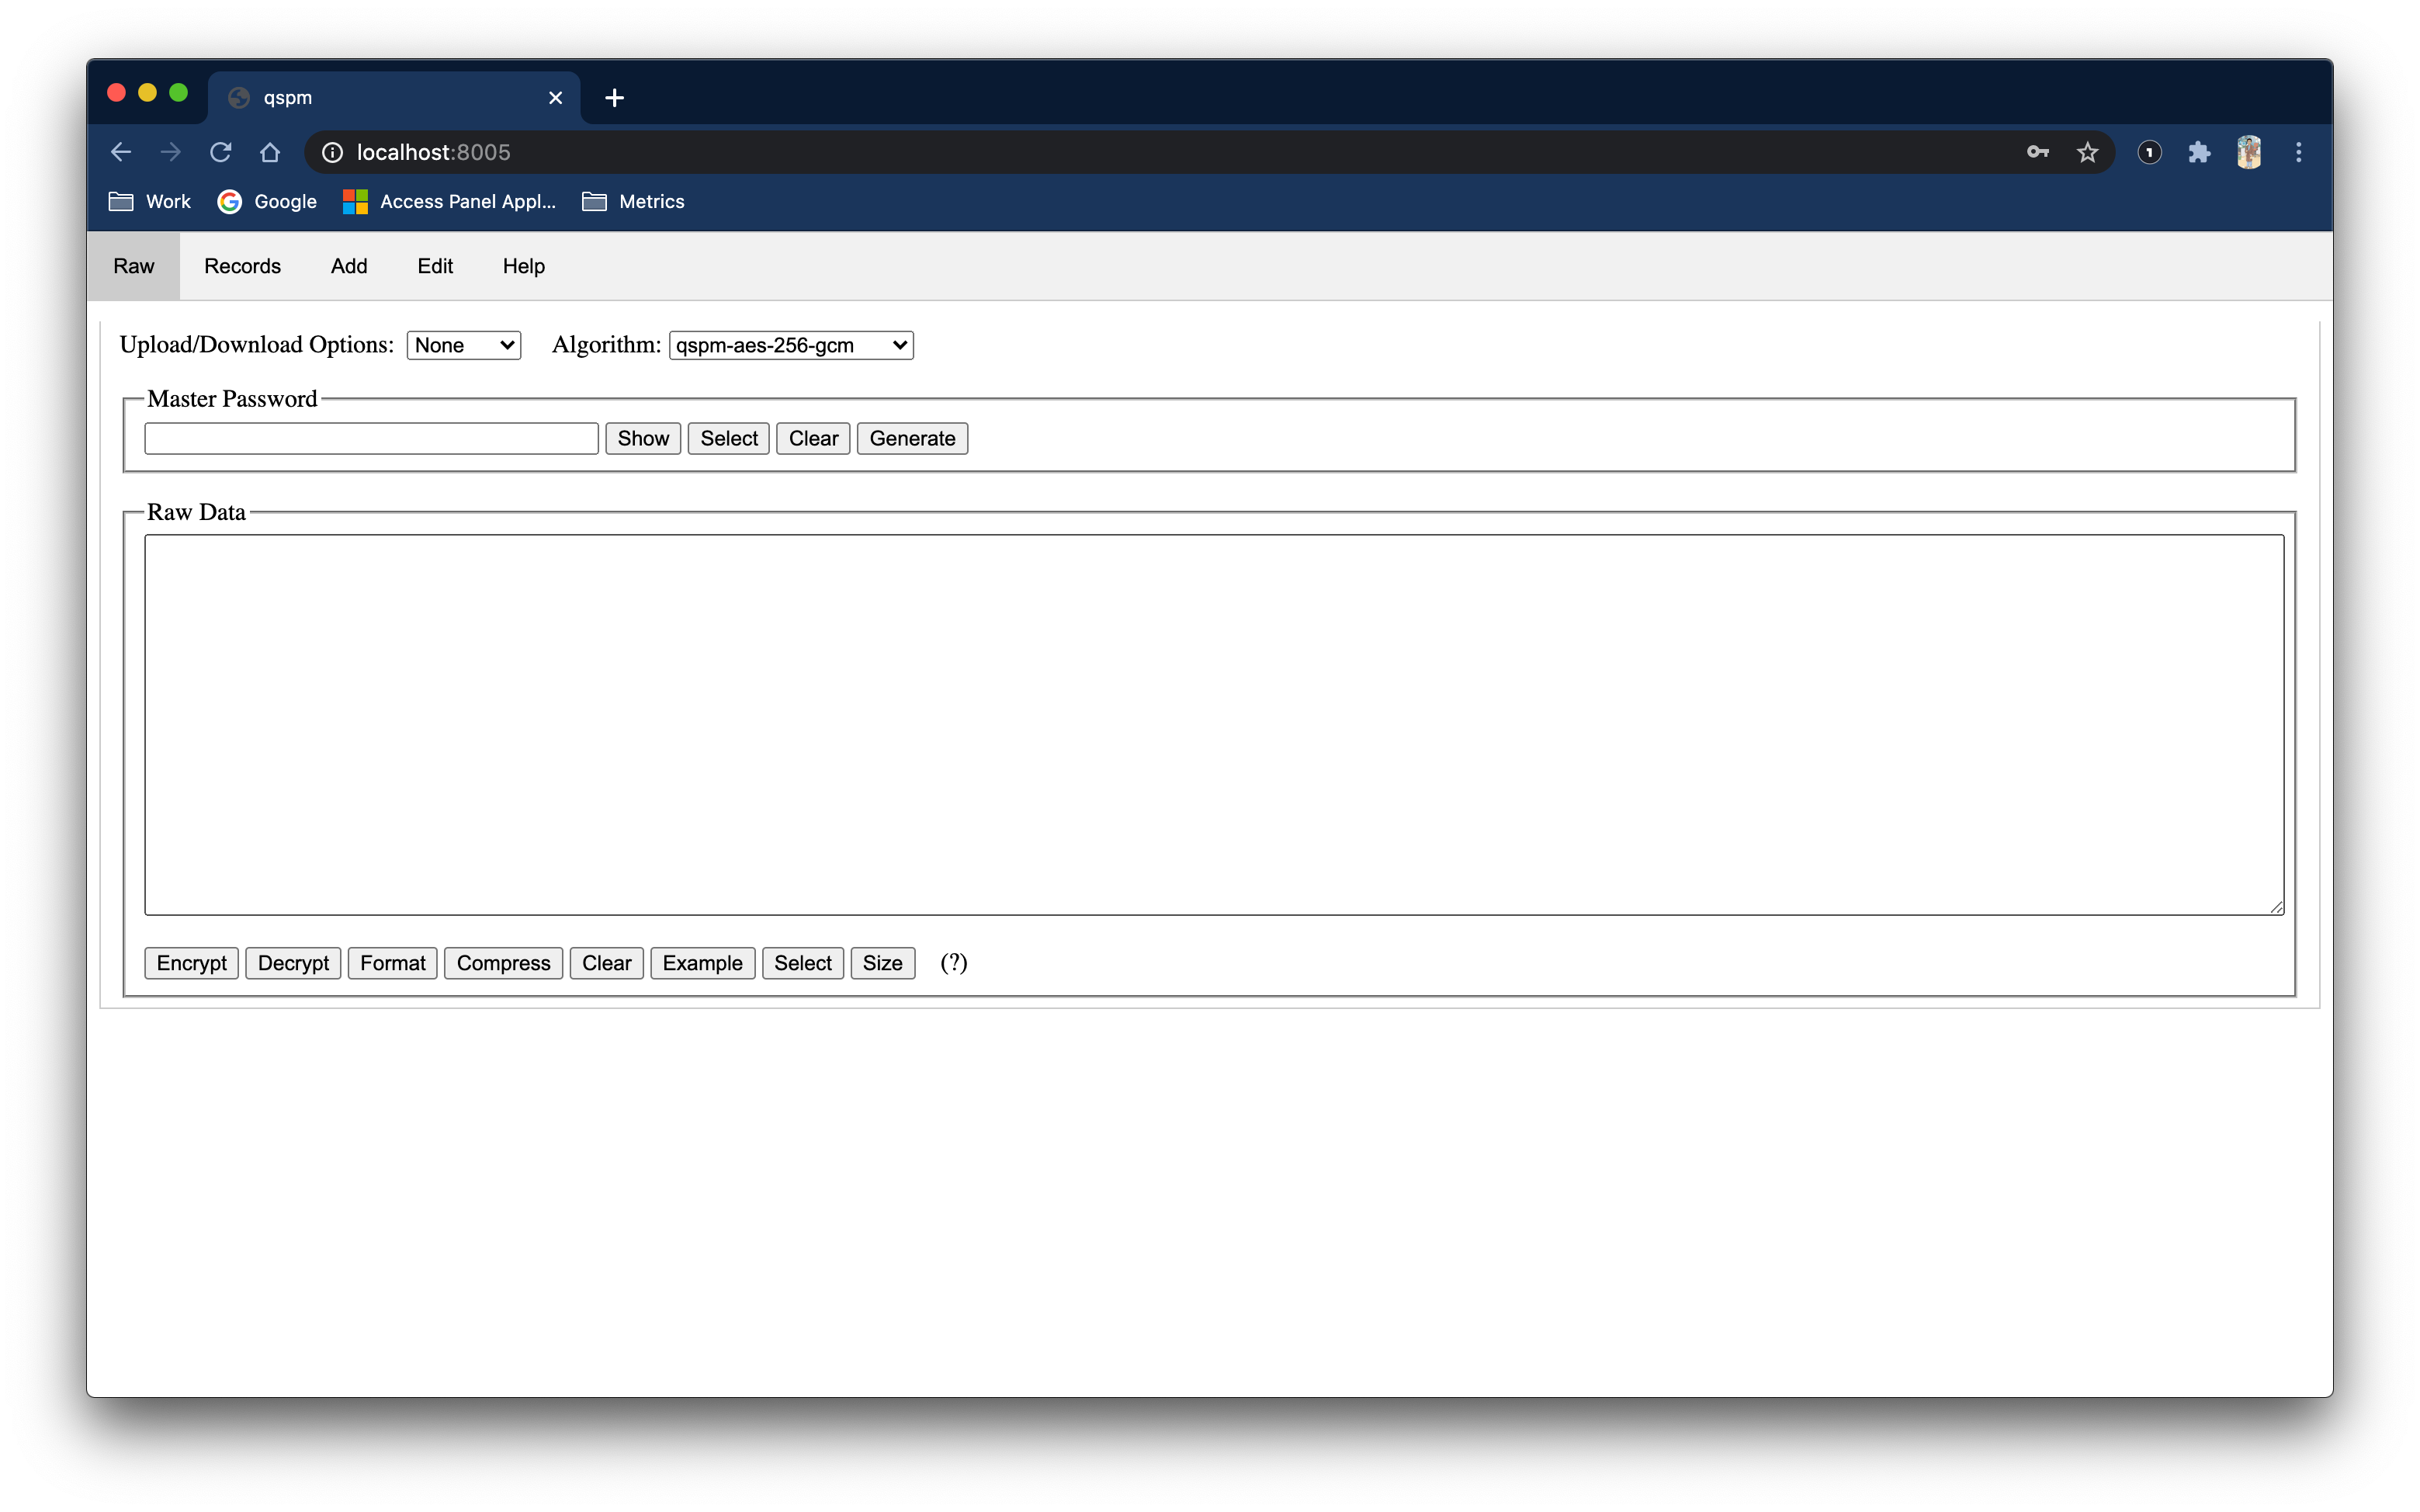 qspm
localhost:8005
1
Work Google Access Panel Appl... Metrics
Raw Records Add Edit Help
Upload/Download Options: None Algorithm: qspm-aes-256-gcm
Master Password
Show Select Clear Generate
Raw Data
Encrypt Decrypt Format Compress Clear Example Select Size (?)